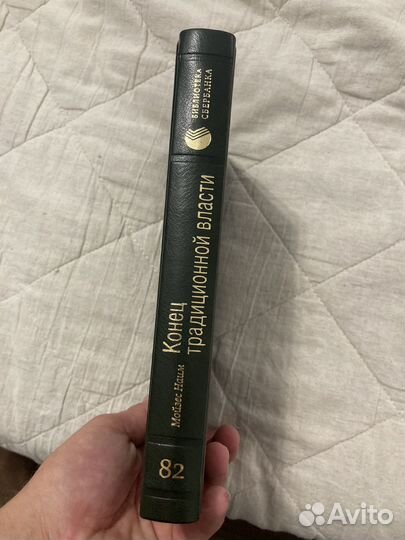 БИБЛИОТЕКА
СБЕРБАНКА
Мойзес Наим
Конец
традиционной власти
82
Avito